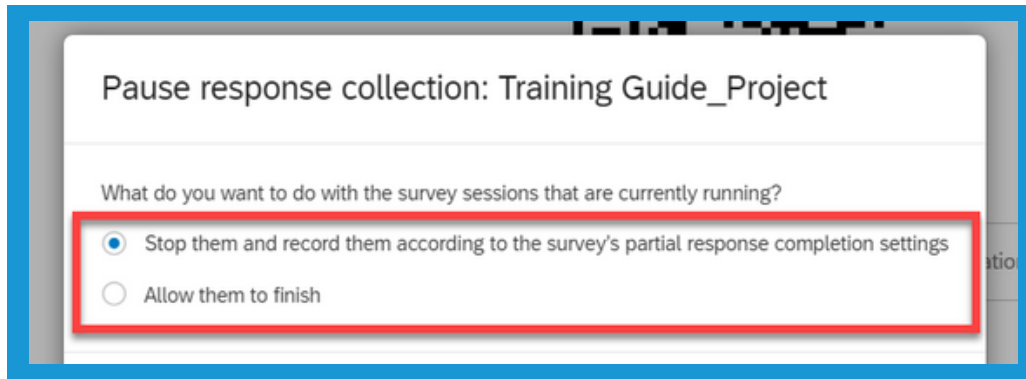 Pause response collection: Training Guide_Project
What do you want to do with the survey sessions that are currently running?
Stop them and record them according to the survey's partial response completion settings
Allow them to finish